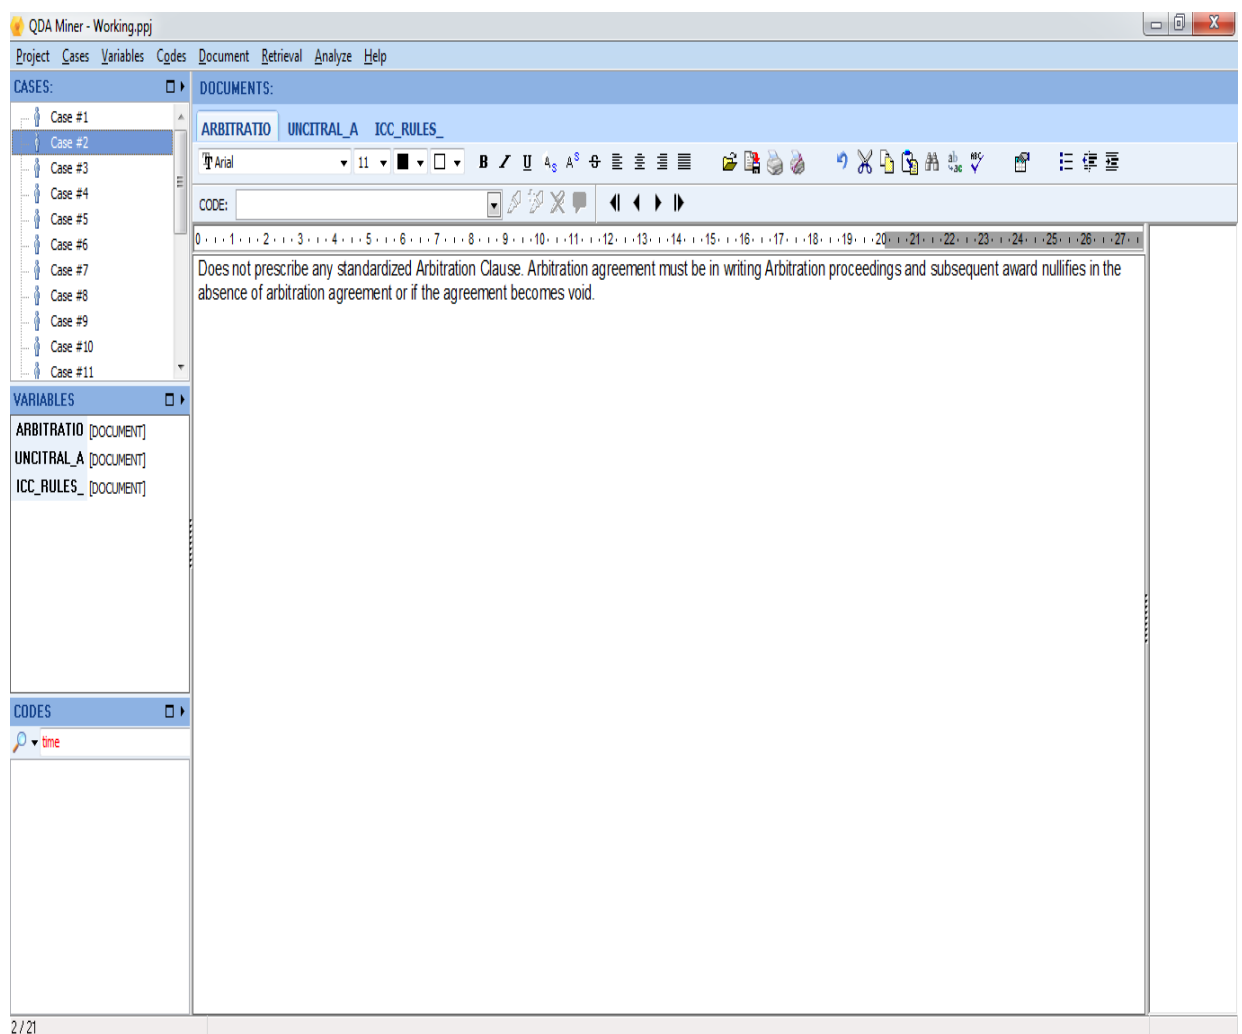 QDA Miner - Working.ppj
Project Cases Variables Codes Document Retrieval Analyze Help
CASES:
Case #1
Case #2
Case #3
Case #4
Case #5
Case #6
Case #7
Case #8
Case #9
Case #10
Case #11
VARIABLES
ARBITRATIO [DOCUMENT]
UNCITRAL_A [DOCUMENT]
ICC_RULES_ [DOCUMENT]
CODES
time
2 / 21
DOCUMENTS:
ARBITRATIO UNCITRAL_A ICC_RULES_
Arial 11 B I U
CODE:
0 1 2 3 4 5 6 7 8 9 10 11 12 13 14 15 16 17 18 19 20 21 22 23 24 25 26 27
Does not prescribe any standardized Arbitration Clause. Arbitration agreement must be in writing Arbitration proceedings and subsequent award nullifies in the
absence of arbitration agreement or if the agreement becomes void.